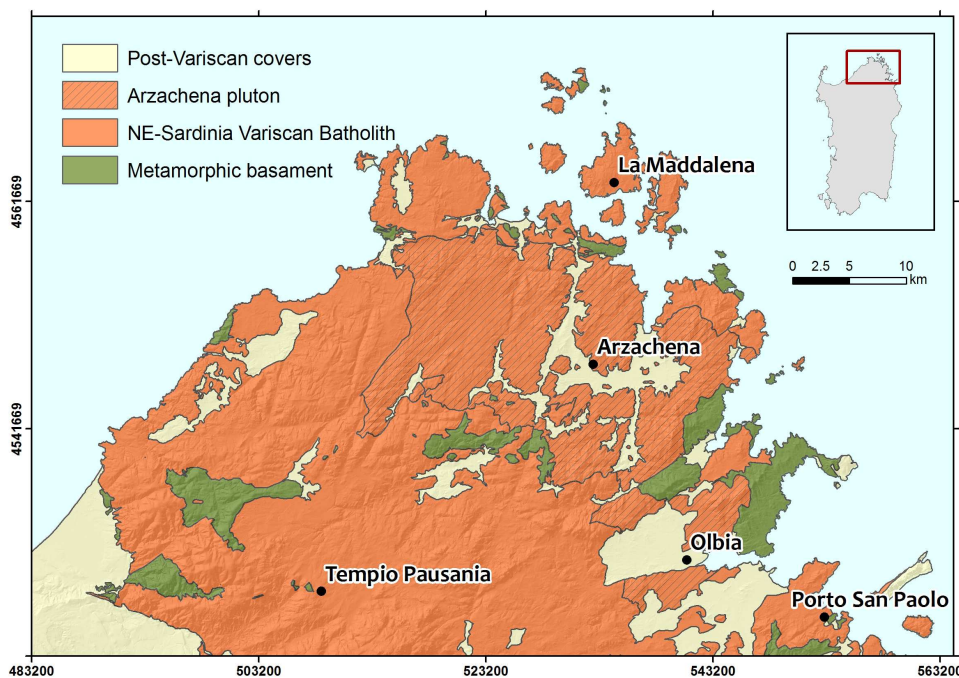 Post-Variscan covers
Arzachena pluton
NE-Sardinia Variscan Batholith
Metamorphic basament
La Maddalena
0 2.5 5 10
km
Arzachena
Tempio Pausania
Olbia
Porto San Paolo
4561669
4541669
483200 503200 523200 543200 563200